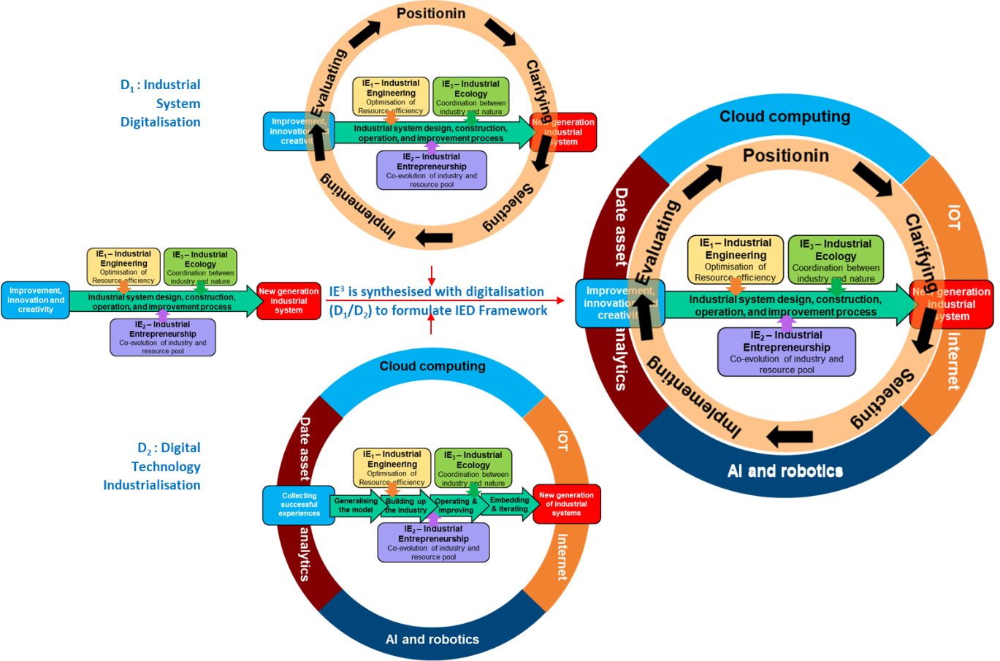 Positionin
Clarifying
Selecting
Implementing
Evaluating
D1 : Industrial
System
Digitalisation
IE1 – Industrial
Engineering
Optimisation of
Resource efficiency
IE3 – Industrial
Ecology
Coordination between
industry and nature
Improvement,
innovation and
creativity
Industrial system design, construction,
operation, and improvement process
New generation
industrial
system
IE2 – Industrial
Entrepreneurship
Co-evolution of industry and
resource pool
IE1 – Industrial
Engineering
Optimisation of
Resource efficiency
IE3 – Industrial
Ecology
Coordination between
industry and nature
Improvement,
innovation and
creativity
Industrial system design, construction,
operation, and improvement process
New generation
industrial
system
IE2 – Industrial
Entrepreneurship
Co-evolution of industry and
resource pool
IE³ is synthesised with digitalisation
(D1/D2) to formulate IED Framework
D2 : Digital
Technology
Industrialisation
Cloud computing
IOT
Internet
AI and robotics
Date asset
analytics
IE1 – Industrial
Engineering
Optimisation of
Resource efficiency
IE3 – Industrial
Ecology
Coordination between
industry and nature
Collecting
successful
experiences
Generalising
the model
Building up
the industry
Operating &
improving
Embedding
& iterating
New generation
of industrial
systems
IE2 – Industrial
Entrepreneurship
Co-evolution of industry and
resource pool
Cloud computing
IOT
Internet
AI and robotics
Date asset
analytics
Positionin
Clarifying
Selecting
Implementing
Evaluating
IE1 – Industrial
Engineering
Optimisation of
Resource efficiency
IE3 – Industrial
Ecology
Coordination between
industry and nature
Improvement,
innovation and
creativity
Industrial system design, construction,
operation, and improvement process
New generation
industrial
system
IE2 – Industrial
Entrepreneurship
Co-evolution of industry and
resource pool